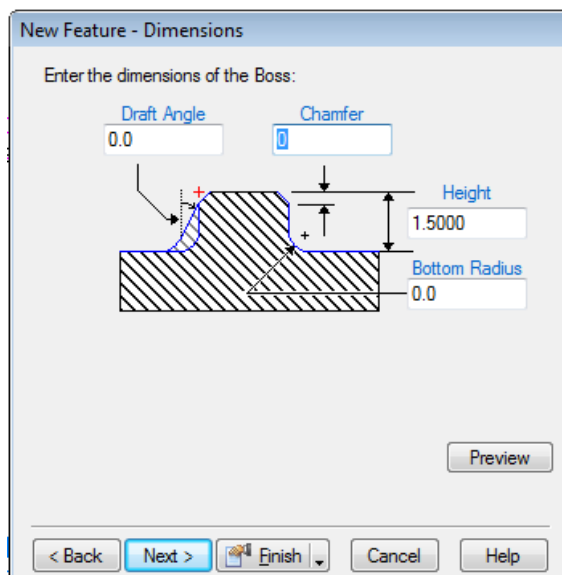 New Feature - Dimensions
Enter the dimensions of the Boss:
Draft Angle
Chamfer
0.0
0
Height
1.5000
Bottom Radius
0.0
Preview
< Back
Next >
Finish
Cancel
Help